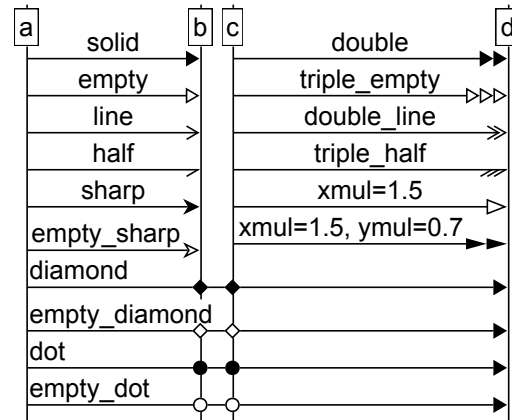 a b c d
solid double
empty triple_empty
line double_line
half triple_half
sharp xmul=1.5
empty_sharp xmul=1.5, ymul=0.7
diamond
empty_diamond
dot
empty_dot